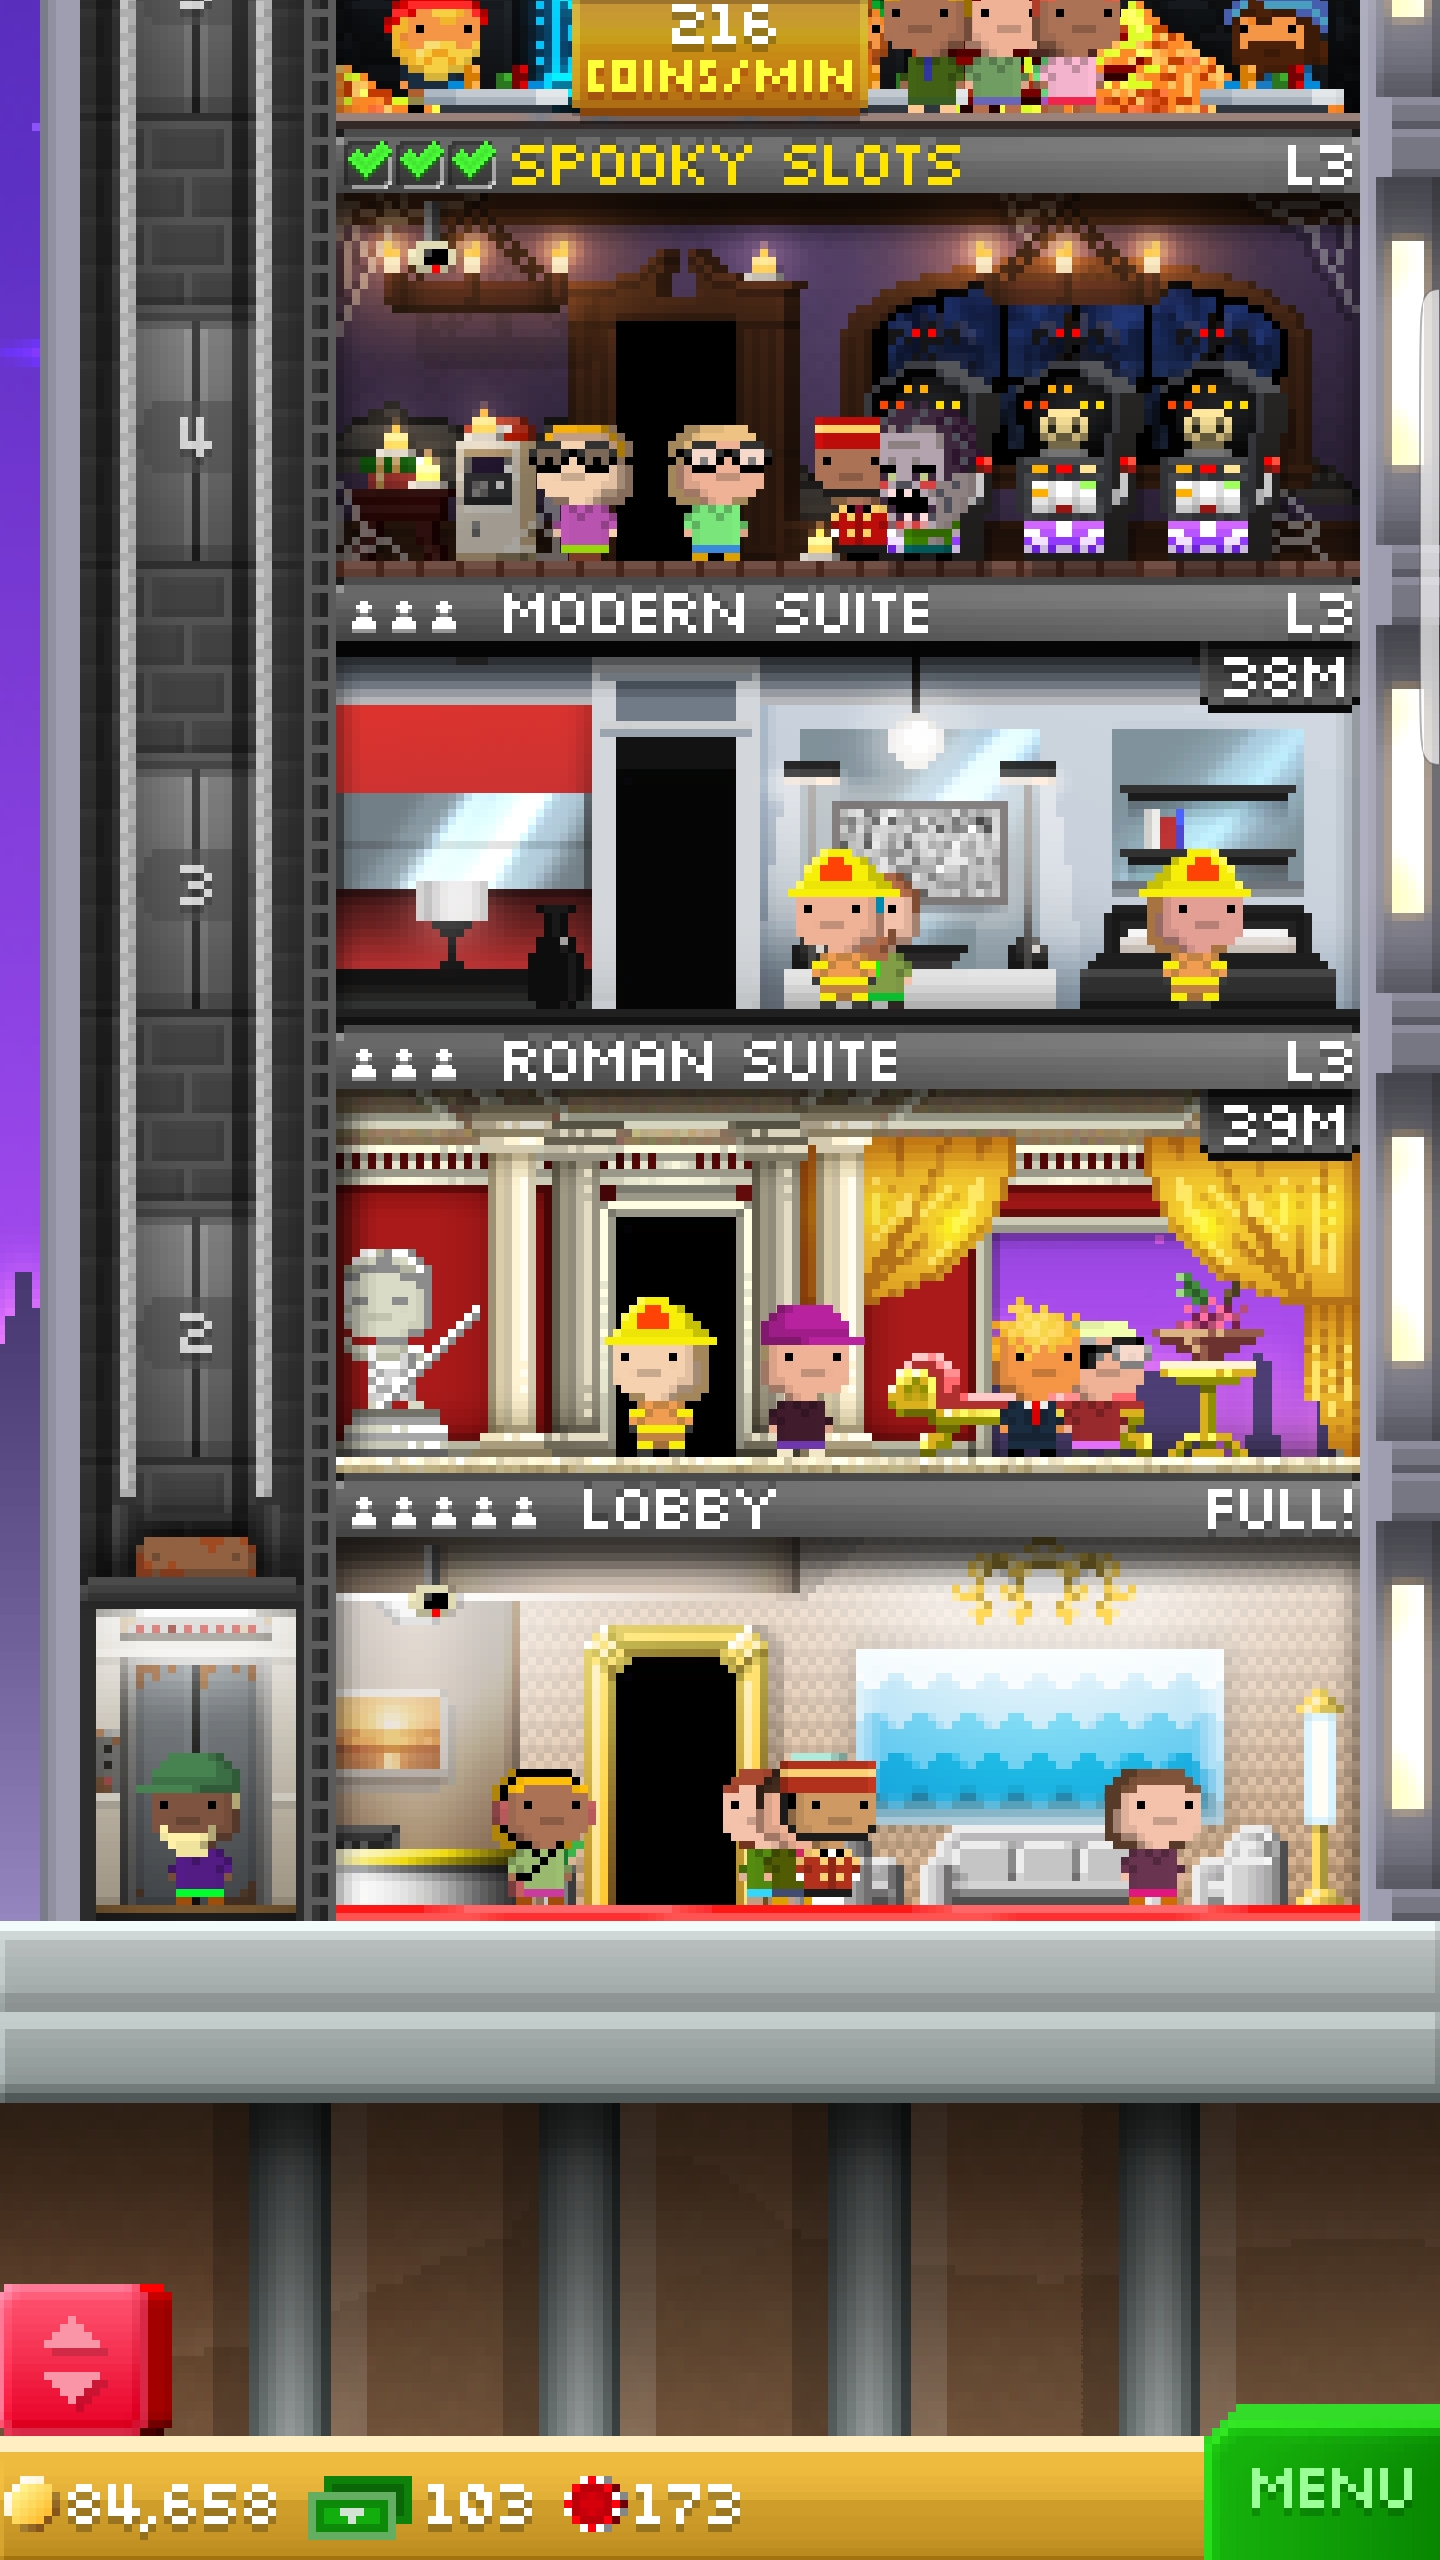 216
COINS/MIN
SPOOKY SLOTS L3
4
MODERN SUITE L3
38M
3
ROMAN SUITE L3
39M
2
LOBBY FULL!
84,658 103 173
MENU